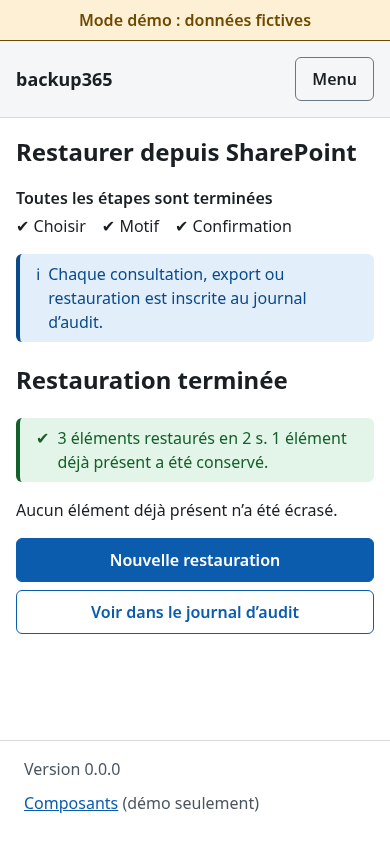 Mode démo : données fictives
backup365
Menu
Restaurer depuis SharePoint
Toutes les étapes sont terminées
✔ Choisir ✔ Motif ✔ Confirmation
i Chaque consultation, export ou
restauration est inscrite au journal
d’audit.
Restauration terminée
✔ 3 éléments restaurés en 2 s. 1 élément
déjà présent a été conservé.
Aucun élément déjà présent n’a été écrasé.
Nouvelle restauration
Voir dans le journal d’audit
Version 0.0.0
Composants (démo seulement)